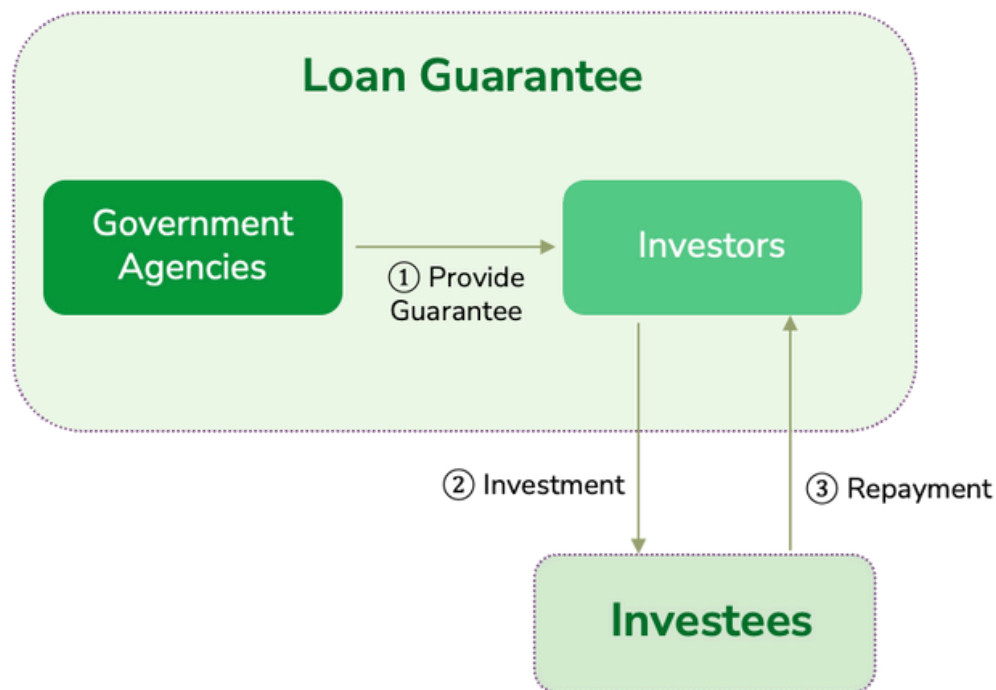 Loan Guarantee
Government
Agencies
Investors
① Provide
Guarantee
② Investment
③ Repayment
Investees